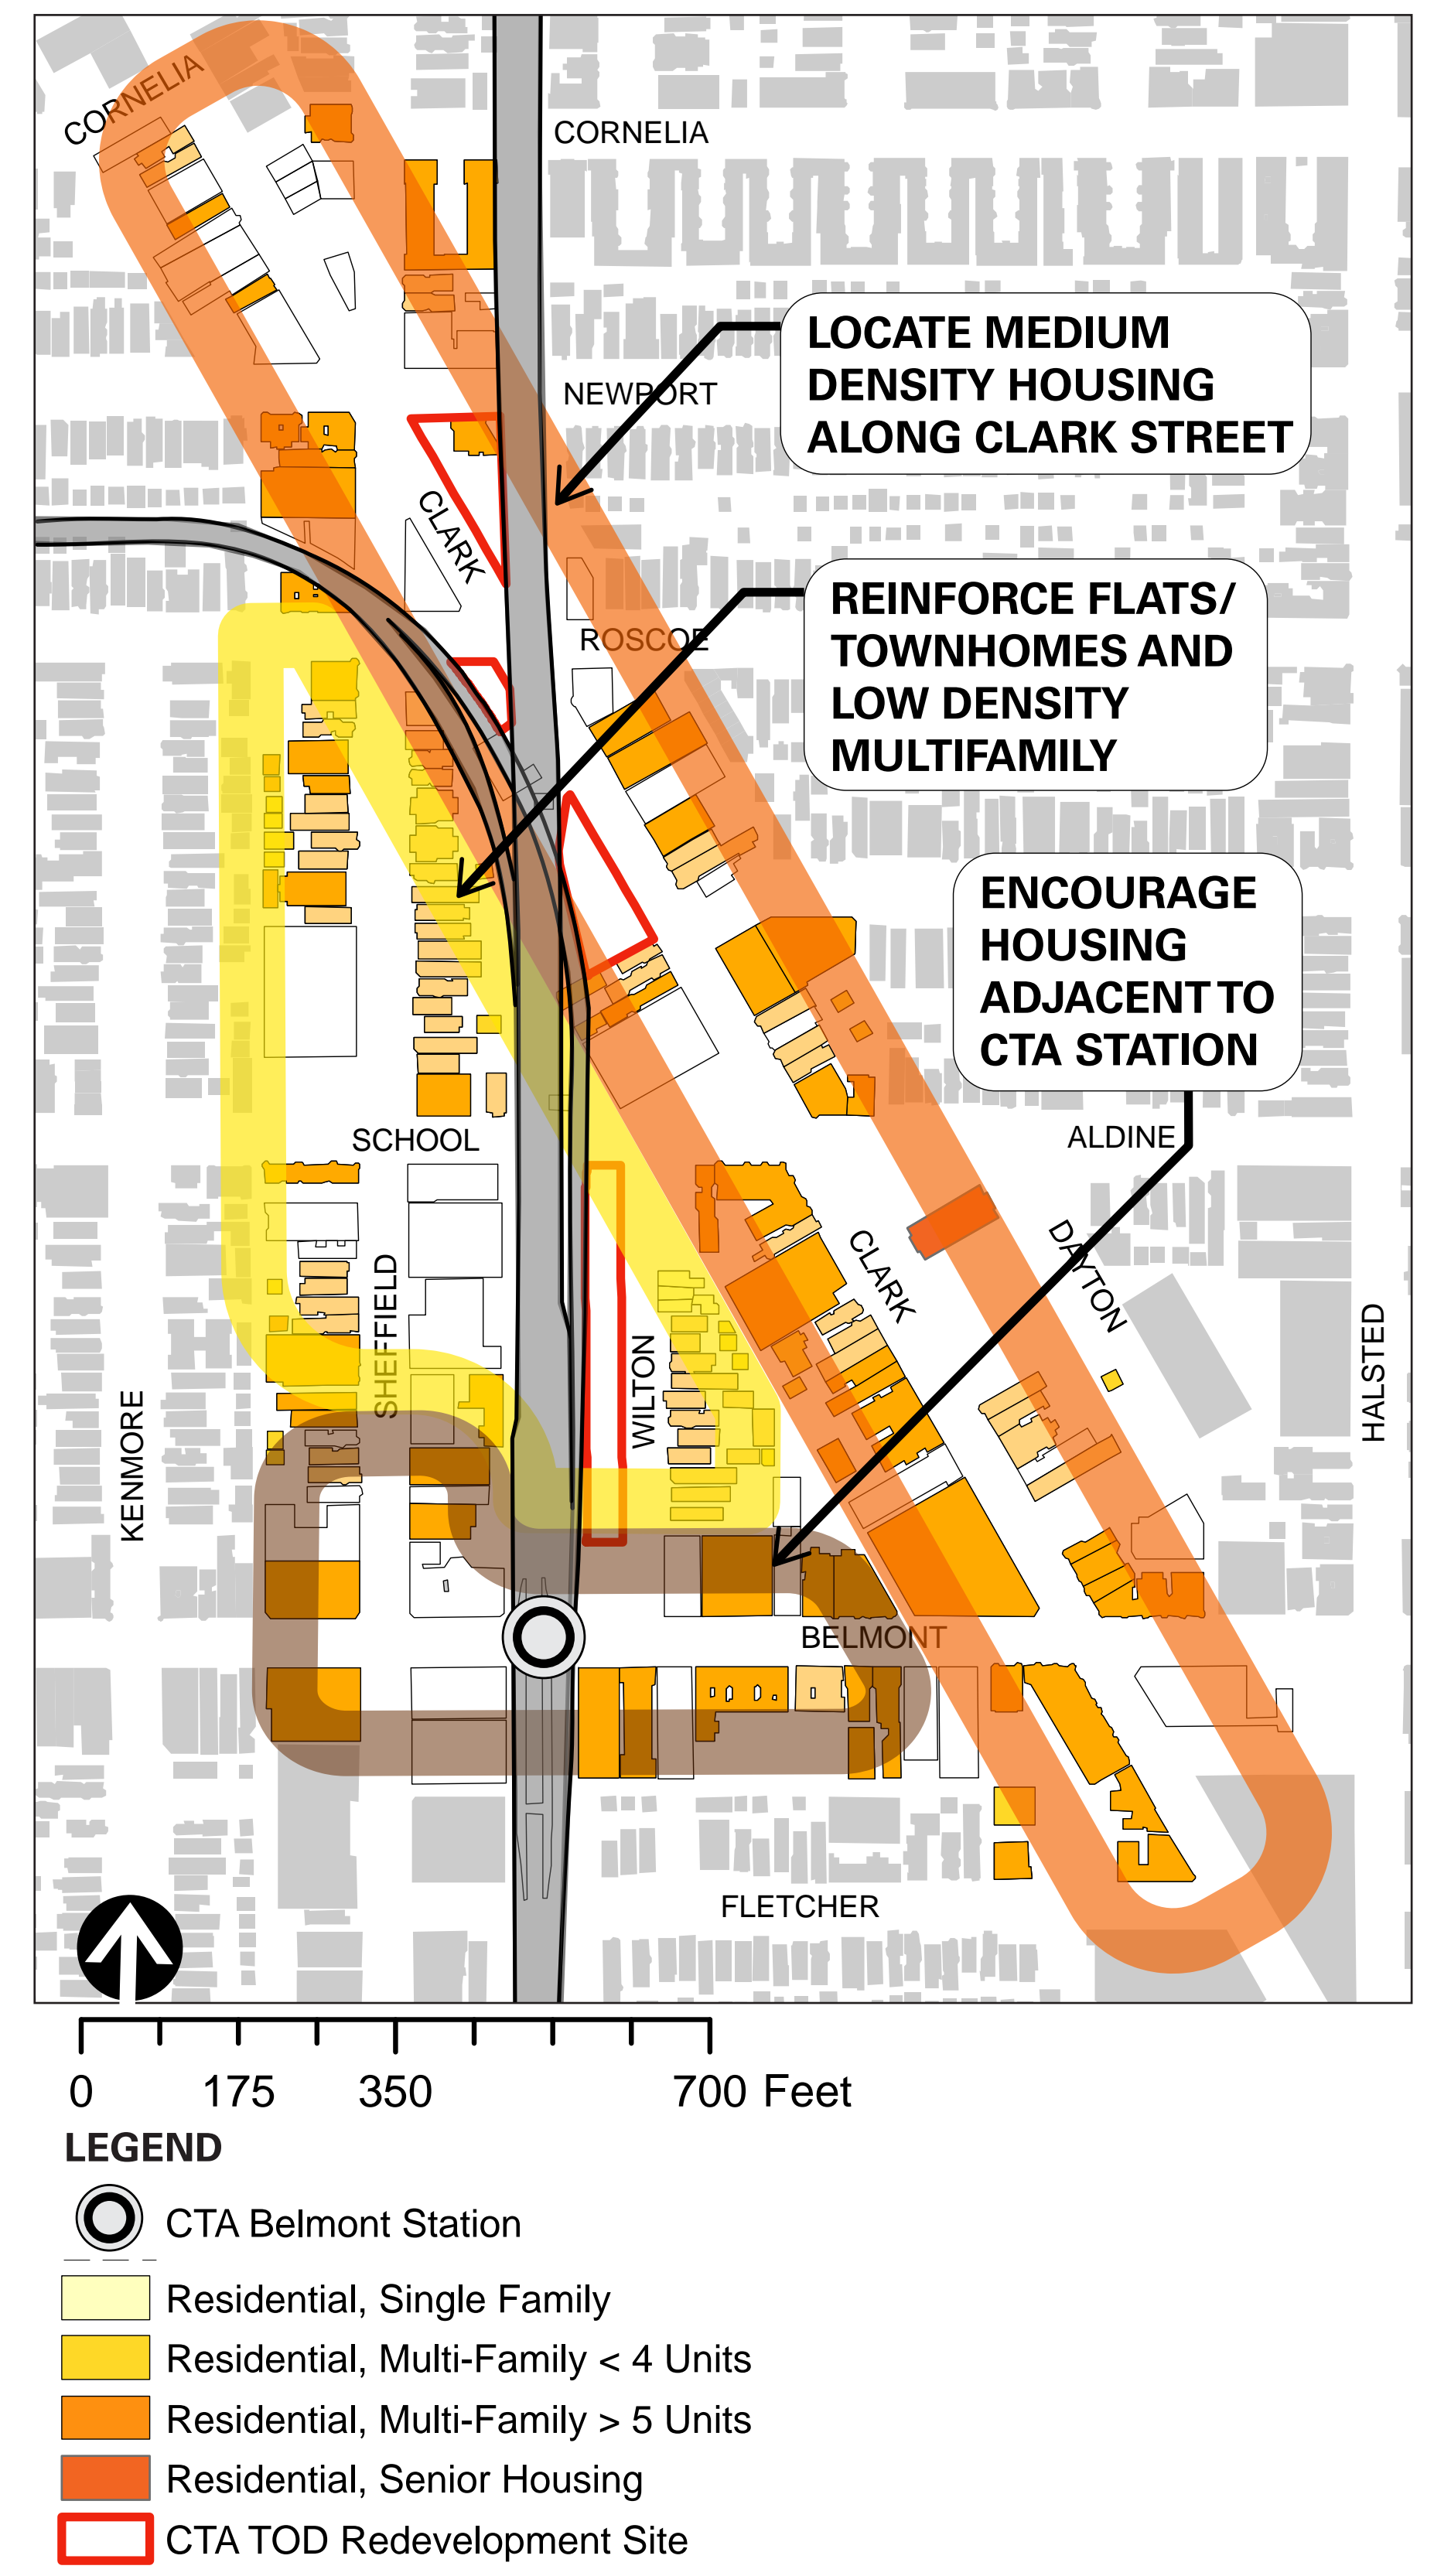 CORNELIA
CORNELIA
LOCATE MEDIUM
DENSITY HOUSING
ALONG CLARK STREET
NEWPORT
CLARK
REINFORCE FLATS/
TOWNHOMES AND
LOW DENSITY
MULTIFAMILY
ROSCOE
ENCOURAGE
HOUSING
ADJACENT TO
CTA STATION
SCHOOL
ALDINE
CLARK
DAYTON
SHEFFIELD
WILTON
HALSTED
KENMORE
BELMONT
FLETCHER
0 175 350 700 Feet
LEGEND
CTA Belmont Station
Residential, Single Family
Residential, Multi-Family < 4 Units
Residential, Multi-Family > 5 Units
Residential, Senior Housing
CTA TOD Redevelopment Site